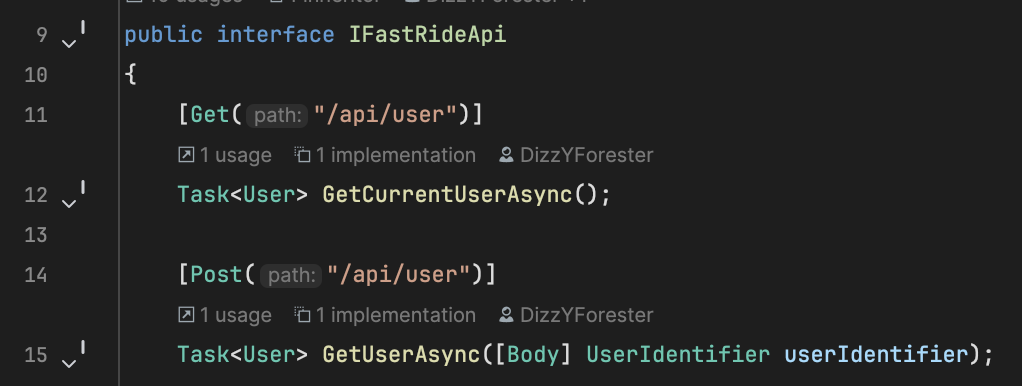 9 public interface IFastRideApi
10 {
11 [Get( path: "/api/user")]
1 usage 1 implementation DizzYForester
12 Task<User> GetCurrentUserAsync();
13
14 [Post( path: "/api/user")]
1 usage 1 implementation DizzYForester
15 Task<User> GetUserAsync([Body] UserIdentifier userIdentifier);